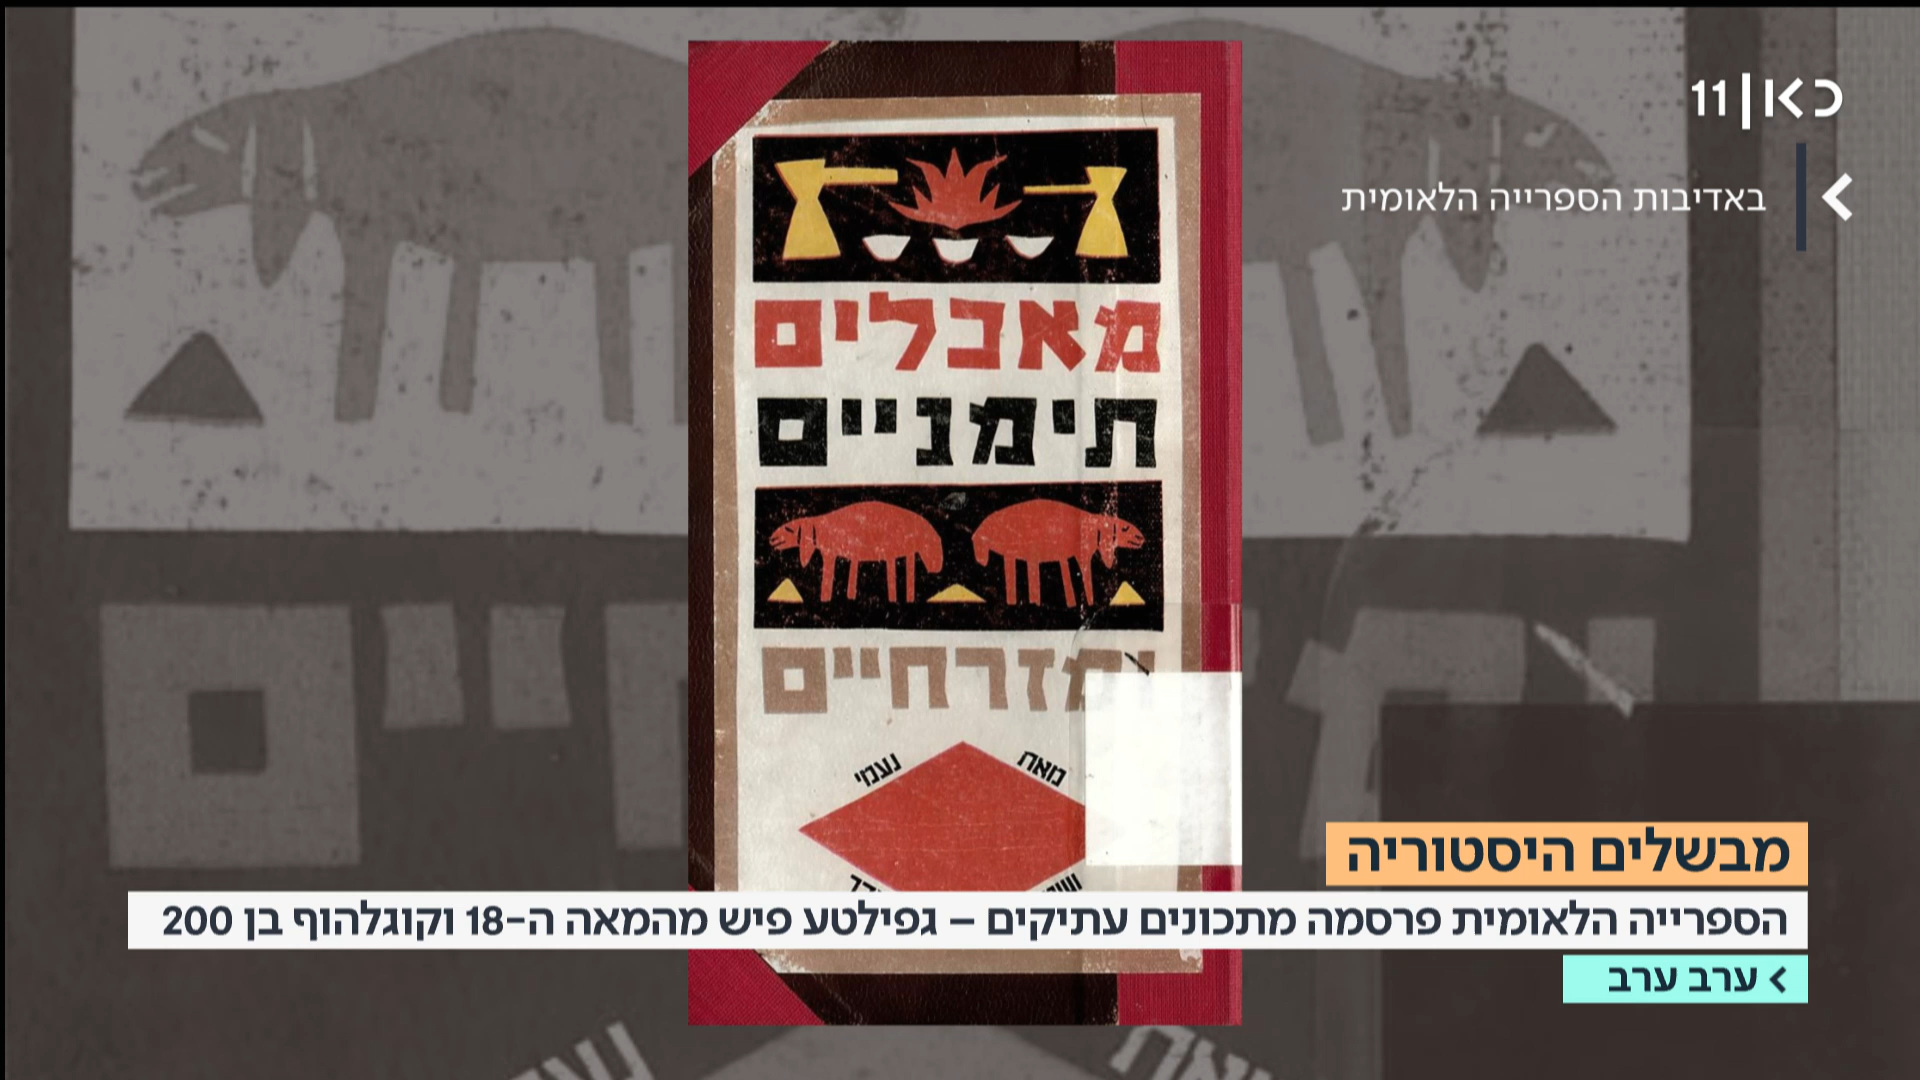 כאן|11
באדיבות הספרייה הלאומית
מאכלים
תימניים
ומזרחיים
מאת נעמי
מבשלים היסטוריה
הספרייה הלאומית פרסמה מתכונים עתיקים – גפילטע פיש מהמאה ה-18 וקוגלהוף בן 200
ערב ערב